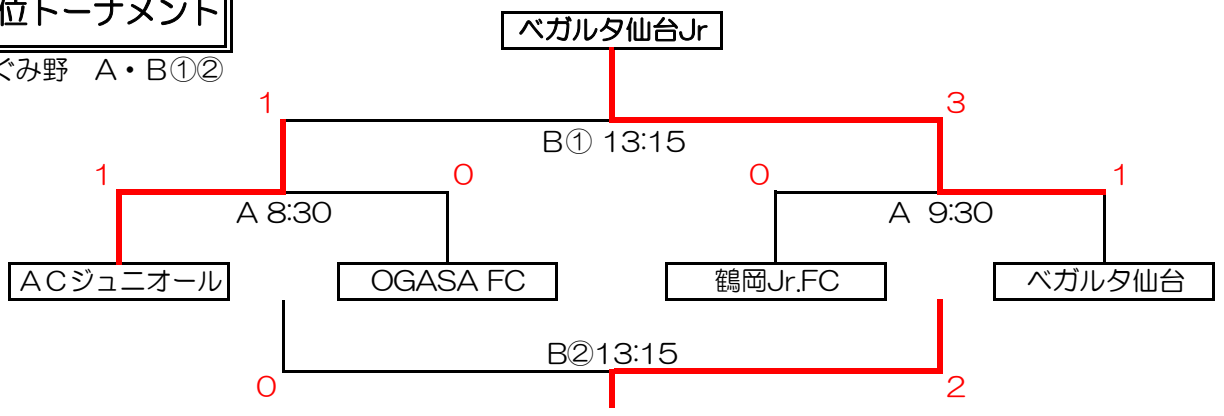 位トーナメント
ベガルタ仙台Jr
ぐみ野 A・B①②
1
3
B① 13:15
1
0
0
1
A 8:30
A 9:30
ACジュニオール
OGASA FC
鶴岡Jr.FC
ベガルタ仙台
B②13:15
0
2